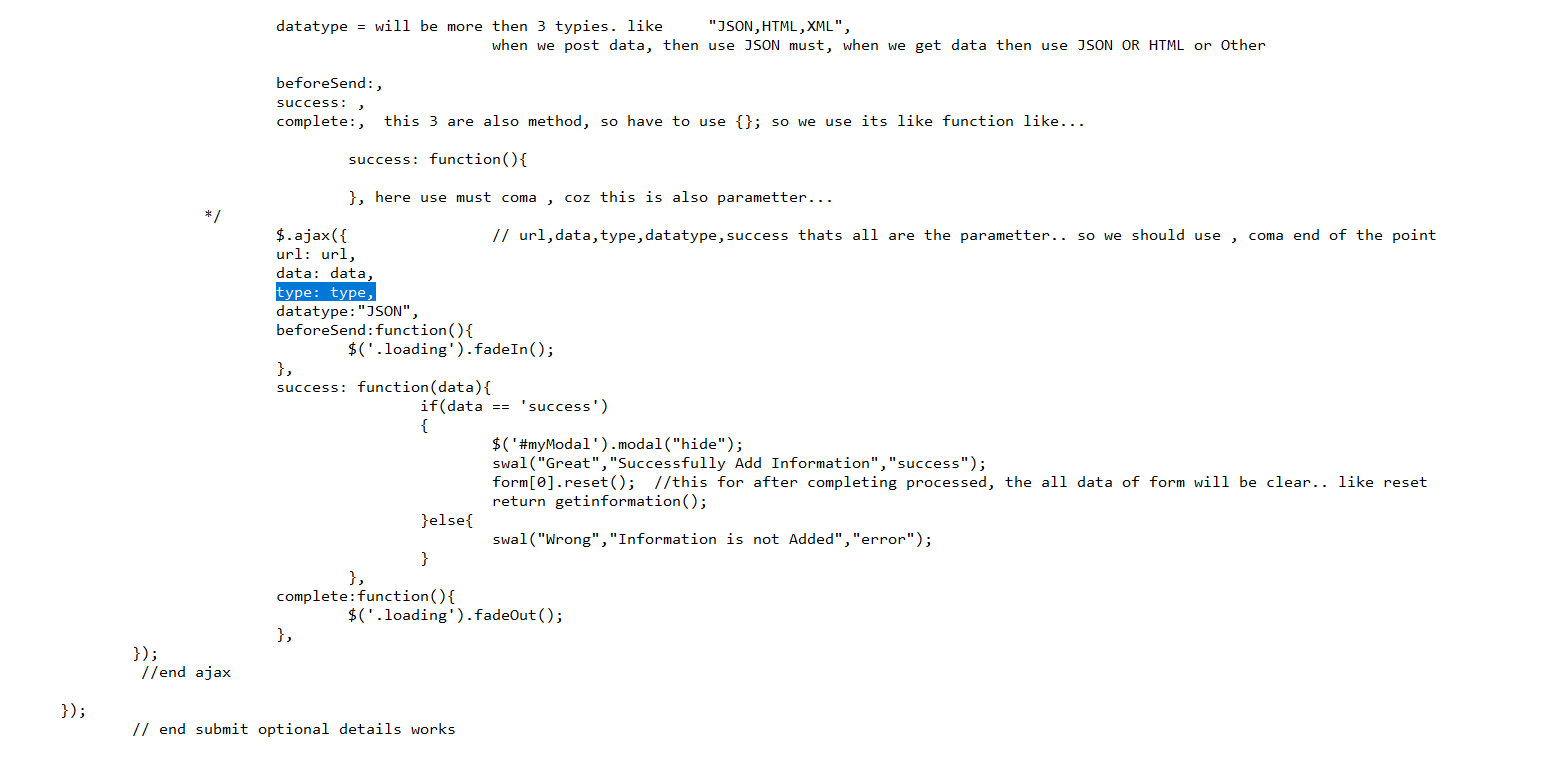 datatype = will be more then 3 typies. like     "JSON,HTML,XML",
when we post data, then use JSON must, when we get data then use JSON OR HTML or Other
beforeSend:,
success: ,
complete:,  this 3 are also method, so have to use {}; so we use its like function like...
success: function(){
}, here use must coma , coz this is also parametter...
*/
$.ajax({                // url,data,type,datatype,success thats all are the parametter.. so we should use , coma end of the point
url: url,
data: data,
type: type,
datatype:"JSON",
beforeSend:function(){
$('.loading').fadeIn();
},
success: function(data){
if(data == 'success')
{
$('#myModal').modal("hide");
swal("Great","Successfully Add Information","success");
form[0].reset();  //this for after completing processed, the all data of form will be clear.. like reset
return getinformation();
}else{
swal("Wrong","Information is not Added","error");
}
},
complete:function(){
$('.loading').fadeOut();
},
});
//end ajax
});
// end submit optional details works